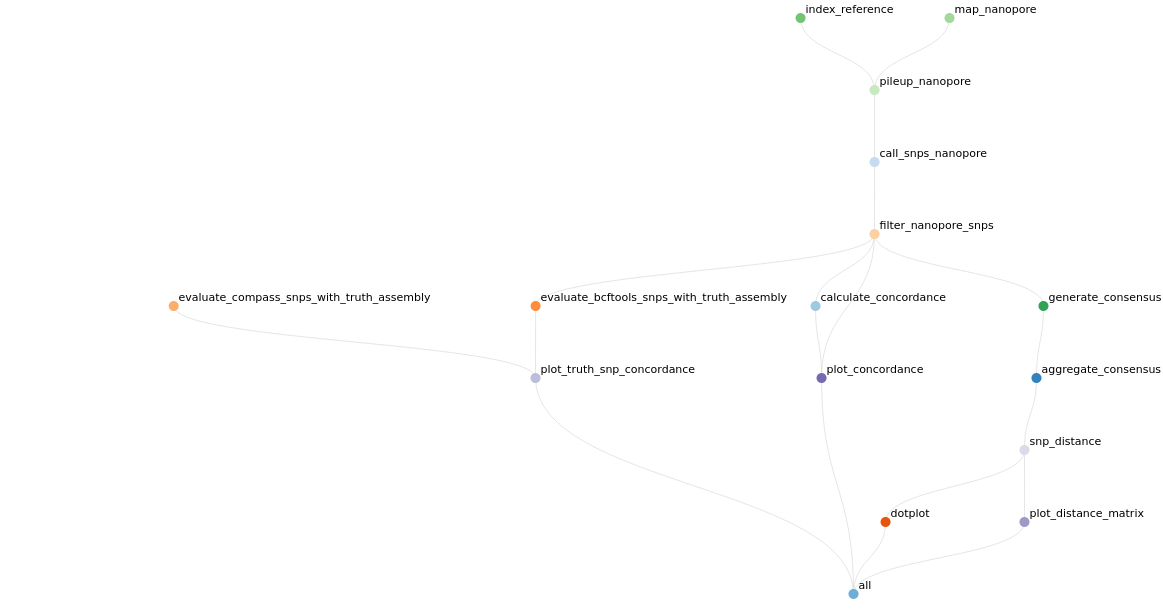 index_reference
map_nanopore
pileup_nanopore
call_snps_nanopore
filter_nanopore_snps
evaluate_compass_snps_with_truth_assembly
evaluate_bcftools_snps_with_truth_assembly
calculate_concordance
generate_consensus
plot_truth_snp_concordance
plot_concordance
aggregate_consensus
snp_distance
dotplot
plot_distance_matrix
all